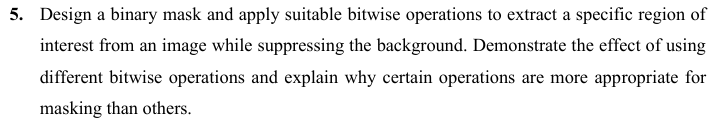 5. Design a binary mask and apply suitable bitwise operations to extract a specific region of
interest from an image while suppressing the background. Demonstrate the effect of using
different bitwise operations and explain why certain operations are more appropriate for
masking than others.